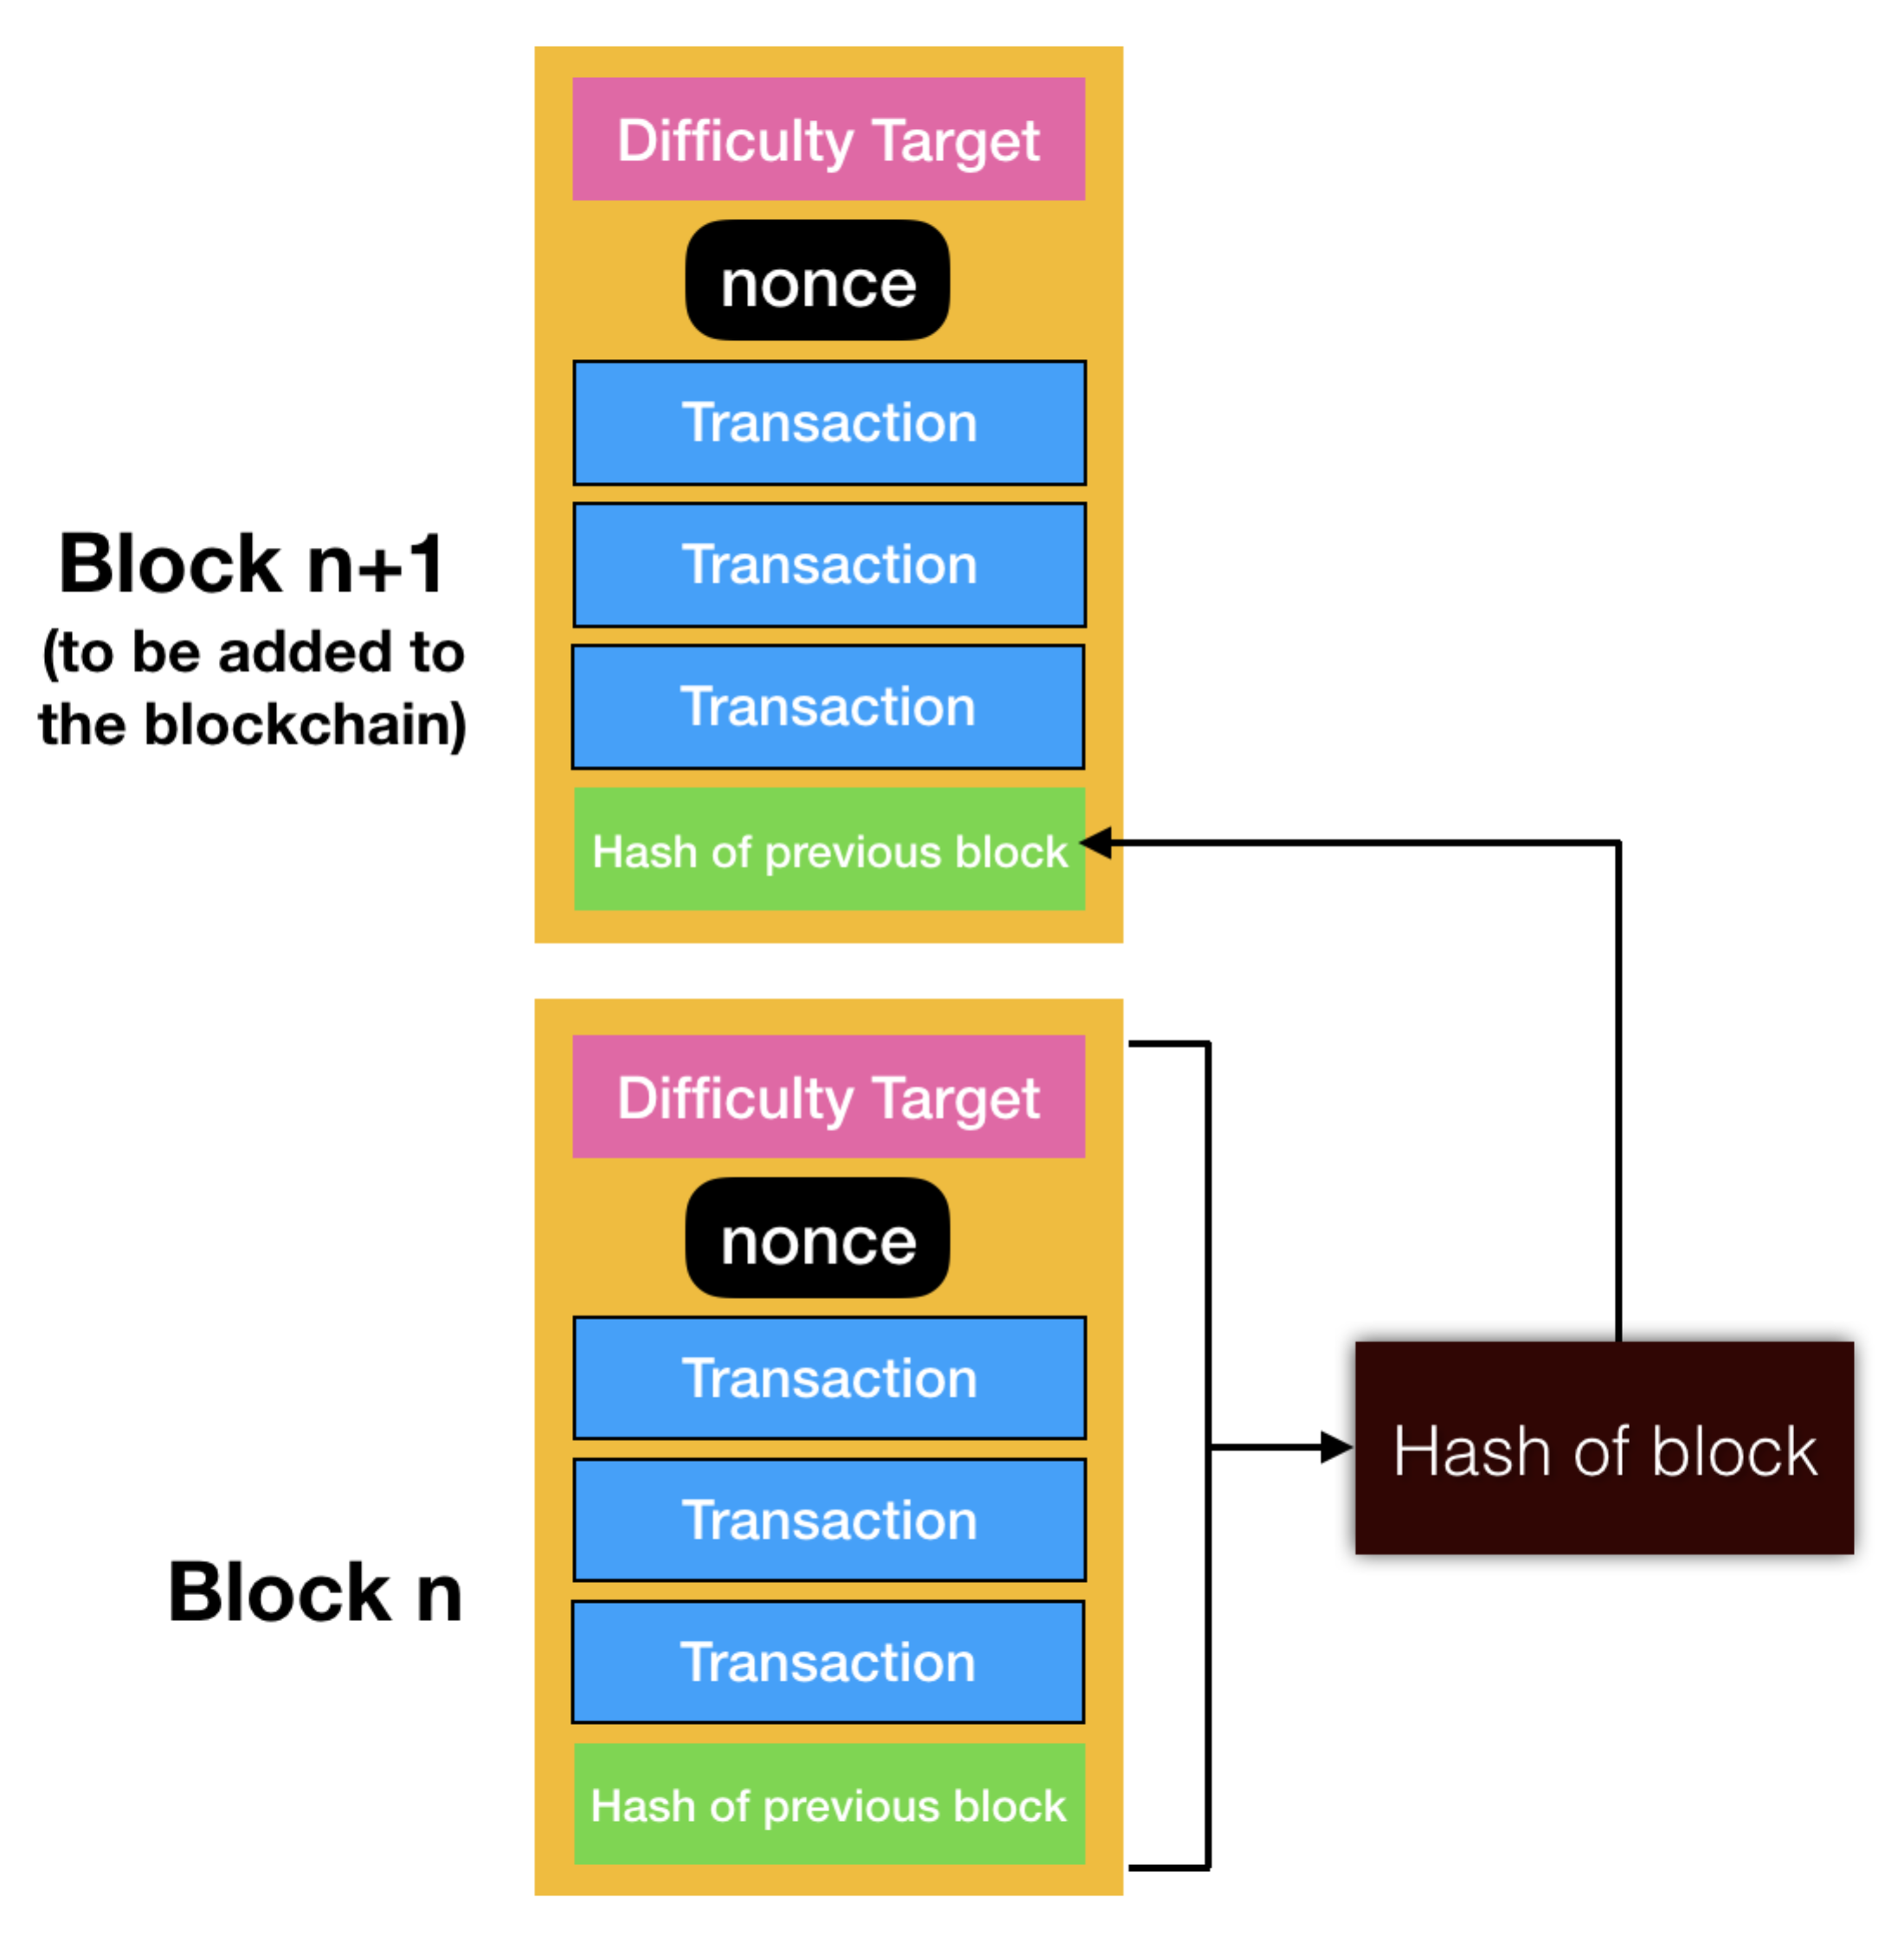 Difficulty Target
nonce
Transaction
Transaction
Transaction
Hash of previous block
Block n+1
(to be added to
the blockchain)
Difficulty Target
nonce
Transaction
Transaction
Transaction
Hash of previous block
Block n
Hash of block